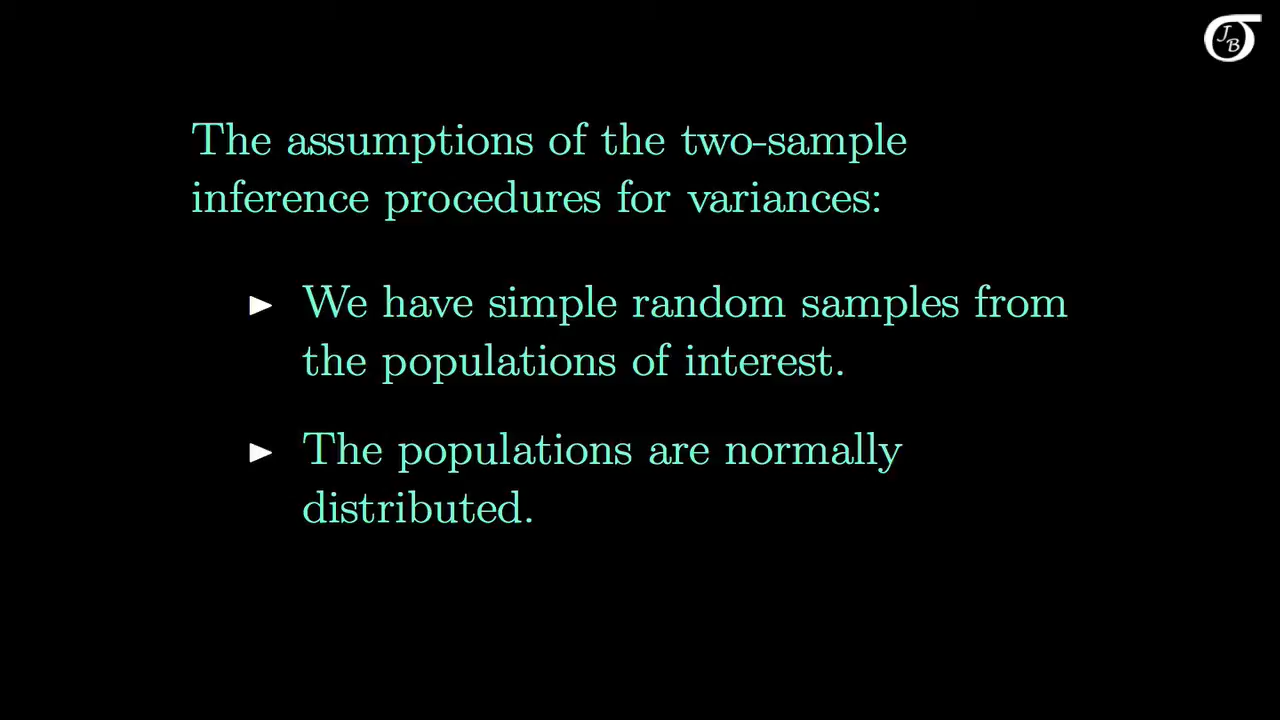 JB
The assumptions of the two-sample
inference procedures for variances:
► We have simple random samples from
the populations of interest.
► The populations are normally
distributed.